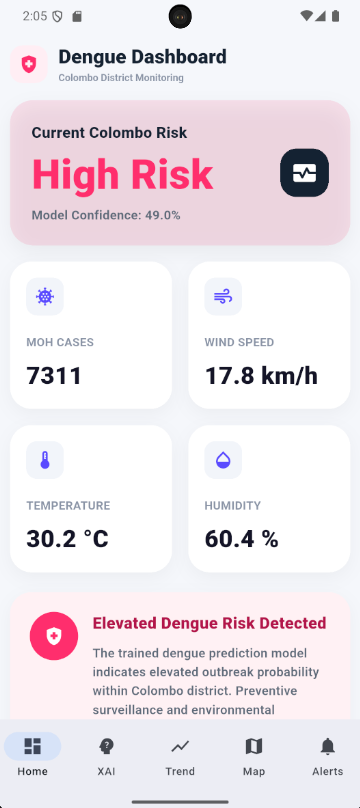 2:05
Dengue Dashboard
Colombo District Monitoring
Current Colombo Risk
High Risk
Model Confidence: 49.0%
MOH CASES
7311
WIND SPEED
17.8 km/h
TEMPERATURE
30.2 °C
HUMIDITY
60.4 %
Elevated Dengue Risk Detected
The trained dengue prediction model
indicates elevated outbreak probability
within Colombo district. Preventive
surveillance and environmental
Home
XAI
Trend
Map
Alerts